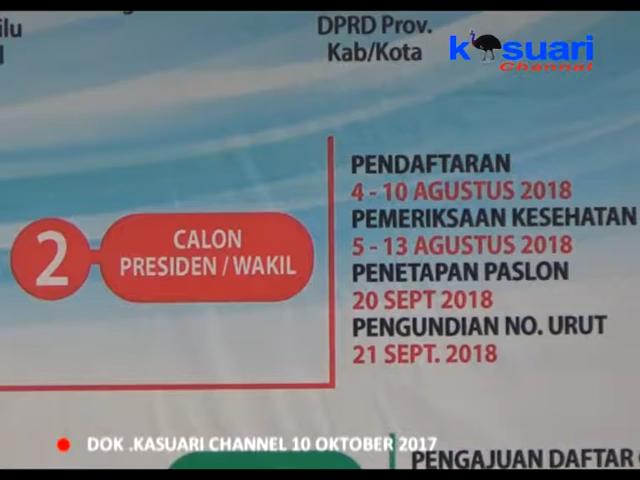 DPRD Prov.
Kab/Kota
kasuari
Channel
2
CALON
PRESIDEN / WAKIL
PENDAFTARAN
4 - 10 AGUSTUS 2018
PEMERIKSAAN KESEHATAN
5 - 13 AGUSTUS 2018
PENETAPAN PASLON
20 SEPT 2018
PENGUNDIAN NO. URUT
21 SEPT. 2018
DOK .KASUARI CHANNEL 10 OKTOBER 2017
PENGAJUAN DAFTAR